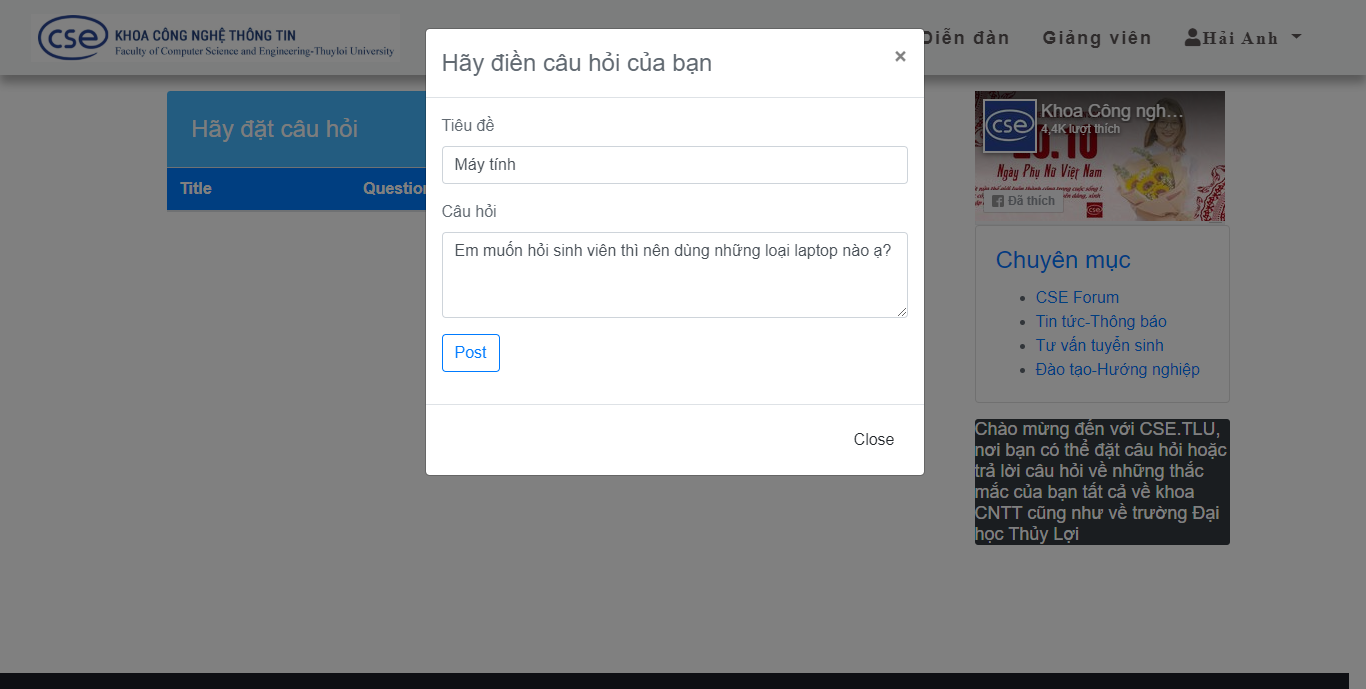 cse KHOA CÔNG NGHỆ THÔNG TIN
Faculty of Computer Science and Engineering-Thuyloi University
Diễn đàn Giảng viên Hải Anh
Hãy điền câu hỏi của bạn ×
Tiêu đề
Máy tính
Câu hỏi
Em muốn hỏi sinh viên thì nên dùng những loại laptop nào ạ?
Post
Close
Hãy đặt câu hỏi
Title Question
cse Khoa Công ngh...
4,4K lượt thích
20.10
Ngày Phụ Nữ Việt Nam
Đã thích
cse
Chuyên mục
CSE Forum
Tin tức-Thông báo
Tư vấn tuyển sinh
Đào tạo-Hướng nghiệp
Chào mừng đến với CSE.TLU,
nơi bạn có thể đặt câu hỏi hoặc
trả lời câu hỏi về những thắc
mắc của bạn tất cả về khoa
CNTT cũng như về trường Đại
học Thủy Lợi